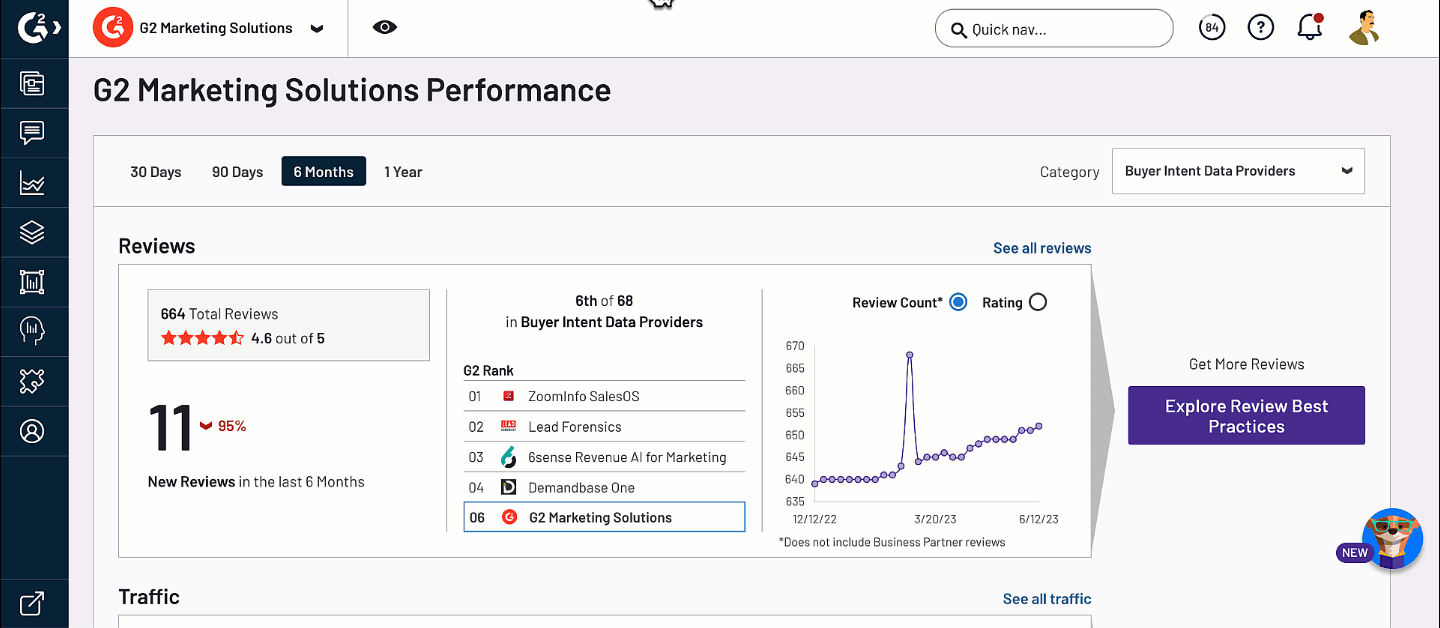 G2 Marketing Solutions
Quick nav...
84
?
G2 Marketing Solutions Performance
30 Days 90 Days 6 Months 1 Year
Category
Buyer Intent Data Providers
Reviews
See all reviews
664 Total Reviews
4.6 out of 5
11 95%
New Reviews in the last 6 Months
6th of 68
in Buyer Intent Data Providers
G2 Rank
01 ZoomInfo SalesOS
02 LEAD Lead Forensics
03 6sense Revenue AI for Marketing
04 D Demandbase One
06 G2 Marketing Solutions
Review Count* Rating
670
665
660
655
650
645
640
635
12/12/22 3/20/23 6/12/23
*Does not include Business Partner reviews
Get More Reviews
Explore Review Best
Practices
NEW
Traffic
See all traffic